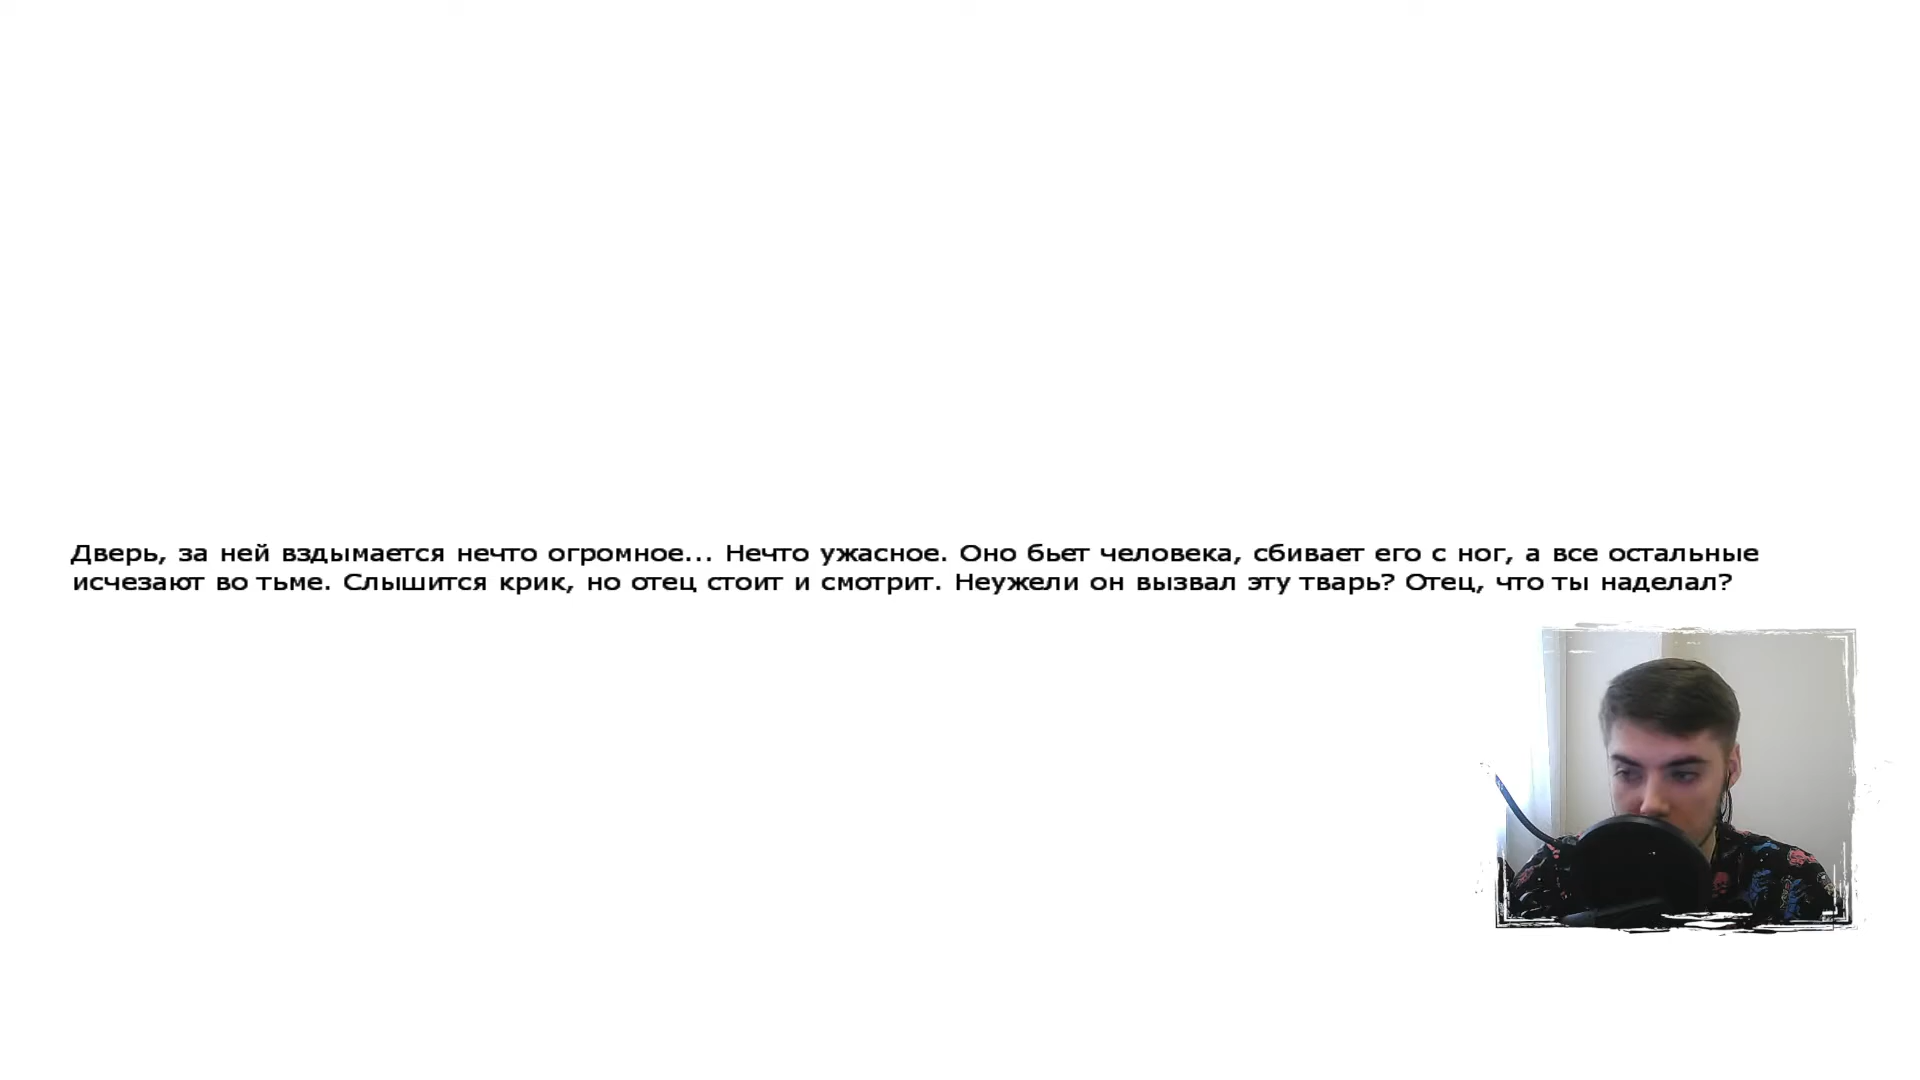 Дверь, за ней вздымается нечто огромное... Нечто ужасное. Оно бьет человека, сбивает его с ног, а все остальные
исчезают во тьме. Слышится крик, но отец стоит и смотрит. Неужели он вызвал эту тварь? Отец, что ты наделал?